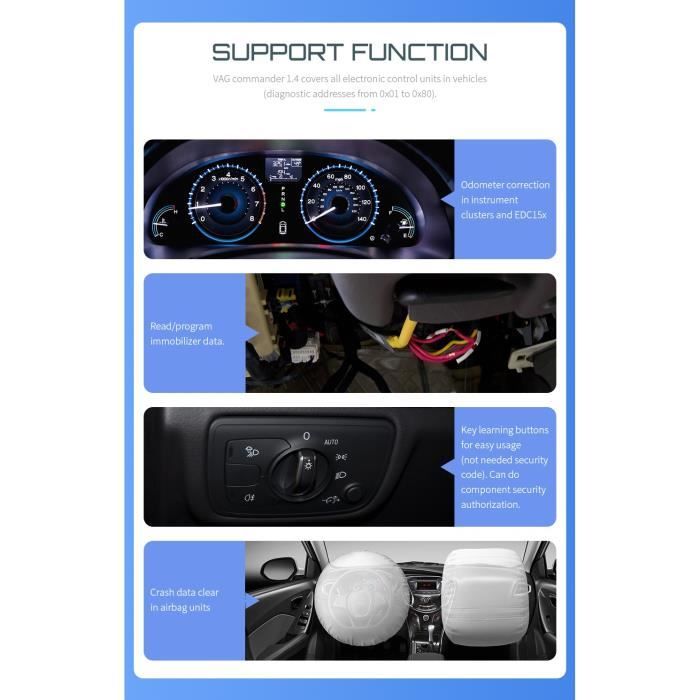 SUPPORT FUNCTION
VAG commander 1.4 covers all electronic control units in vehicles
(diagnostic addresses from 0x01 to 0x80).
Odometer correction
in instrument
clusters and EDC15x
Read/program
immobilizer data.
Key learning buttons
for easy usage
(not needed security
code). Can do
component security
authorization.
O
AUTO
Crash data clear
in airbag units